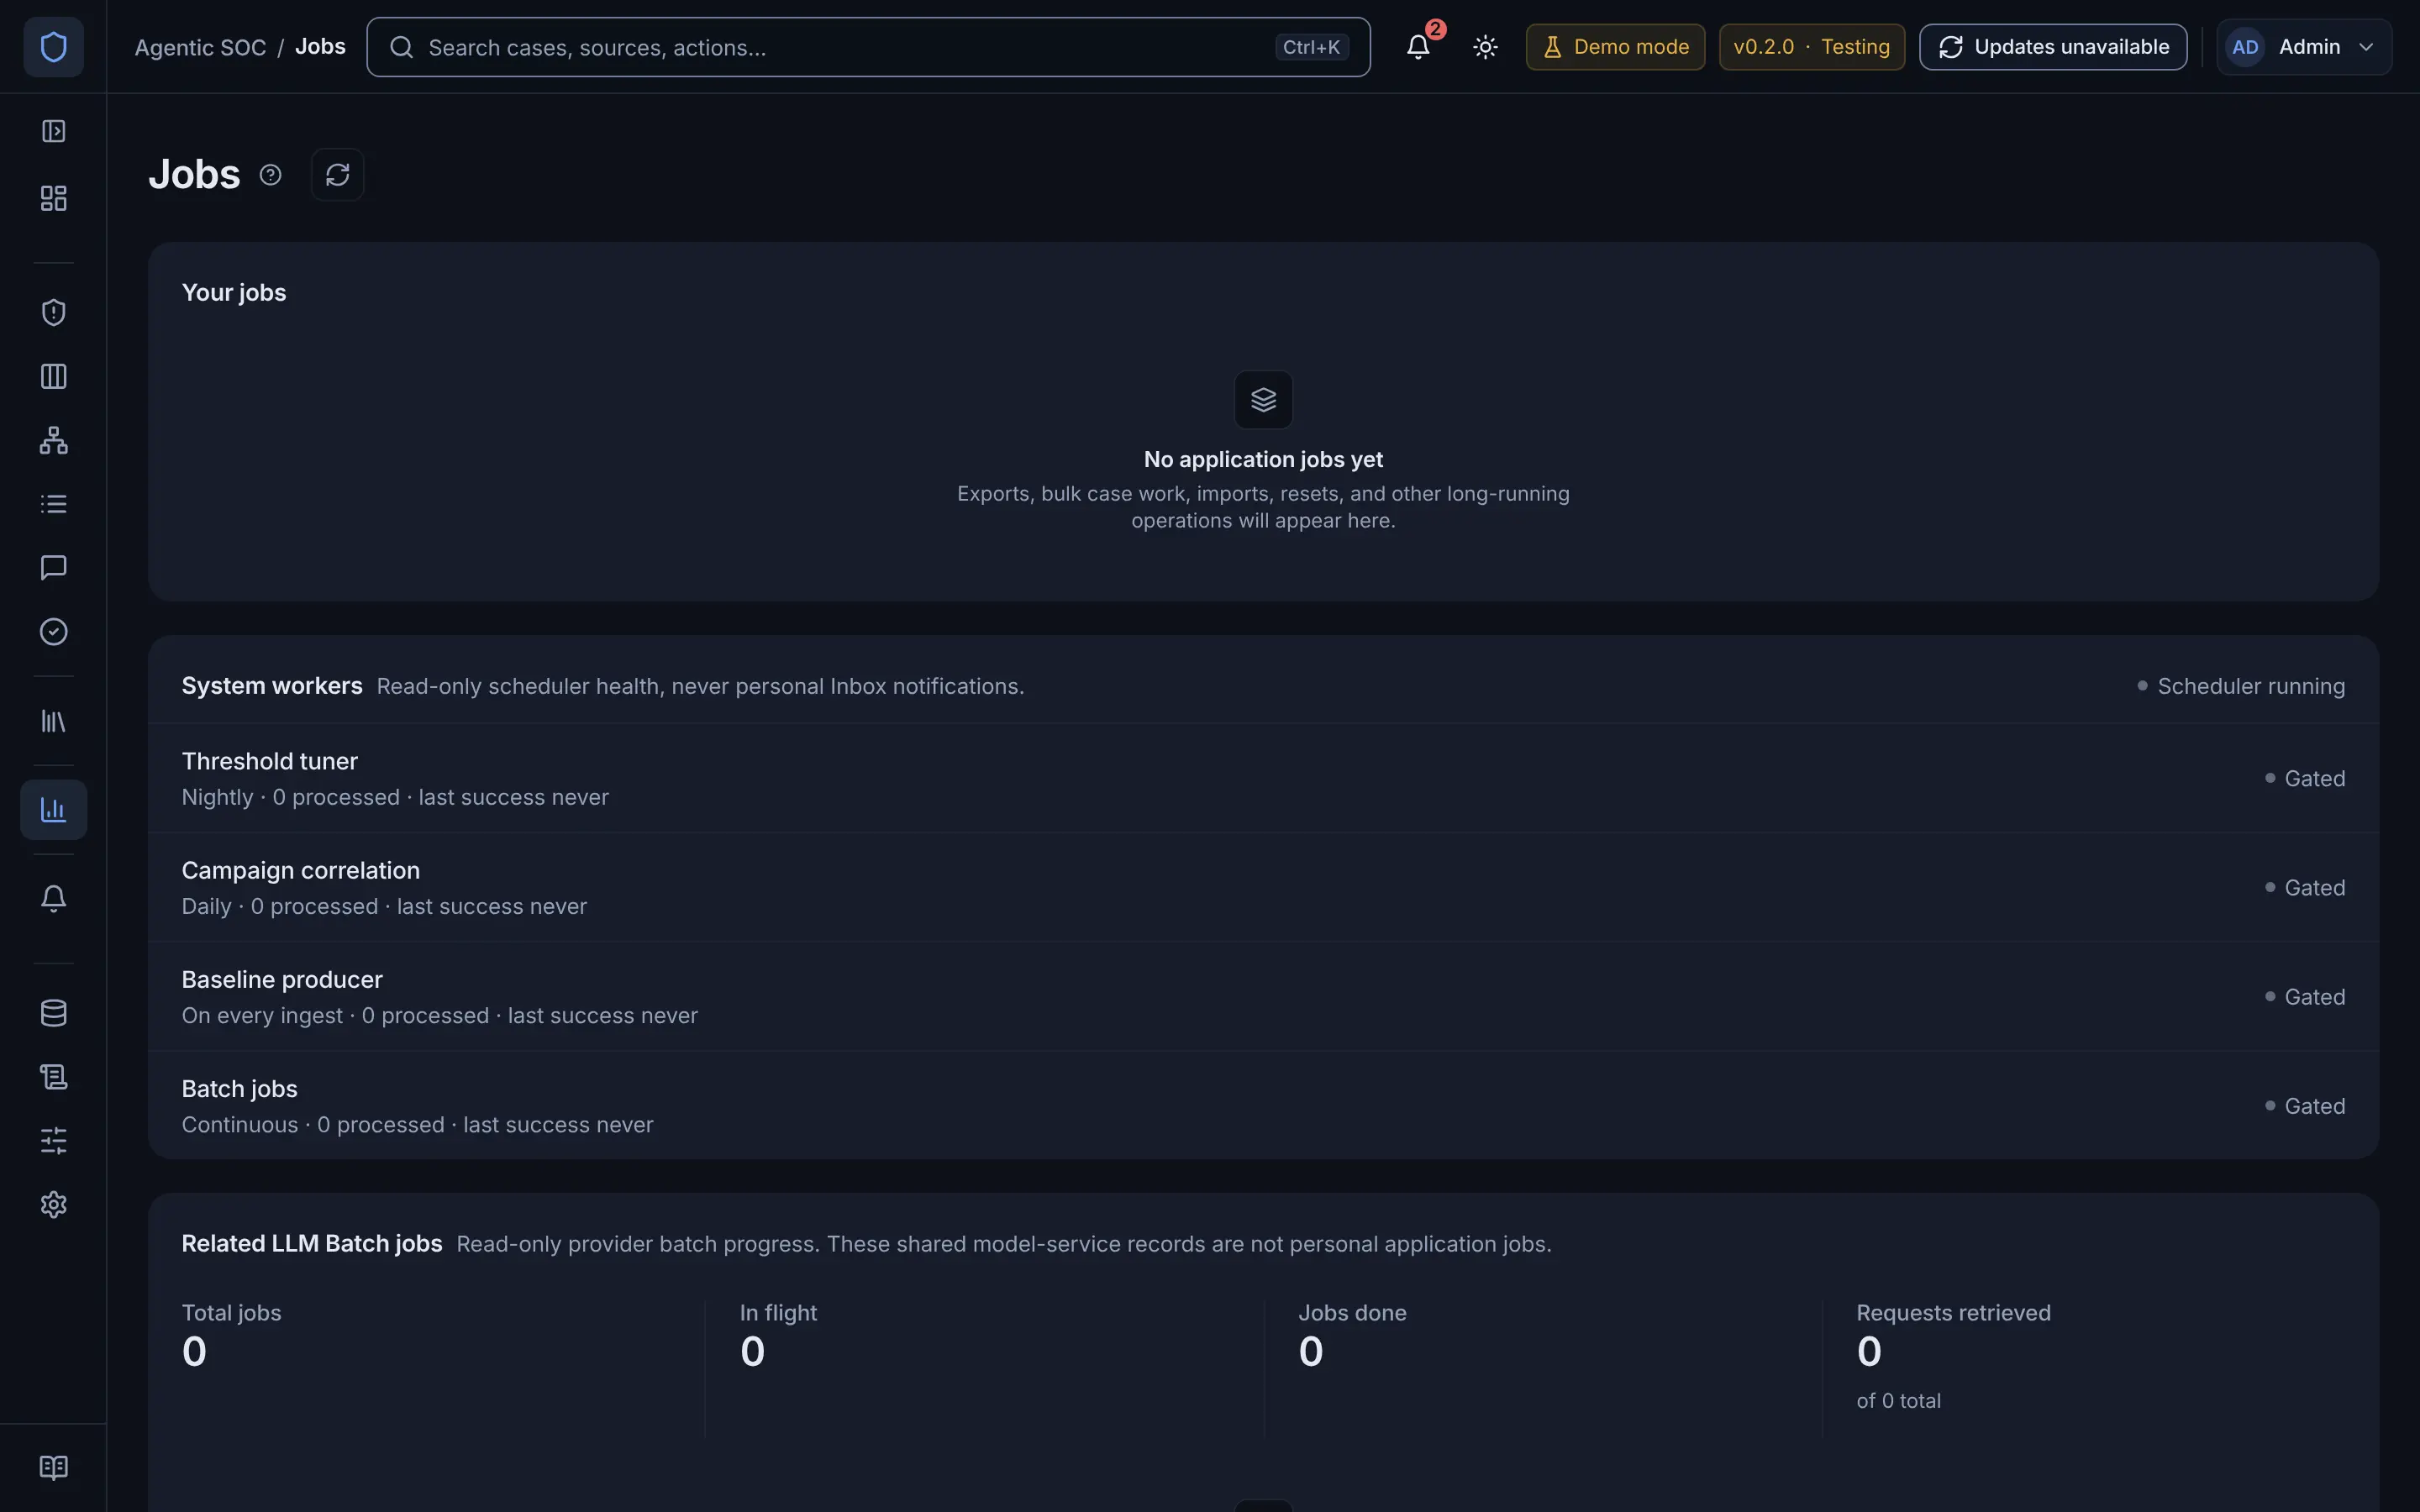 Agentic SOC / Jobs
Search cases, sources, actions...
Ctrl+K
2
Demo mode
v0.2.0 · Testing
Updates unavailable
AD Admin
Jobs
Your jobs
No application jobs yet
Exports, bulk case work, imports, resets, and other long-running
operations will appear here.
System workers Read-only scheduler health, never personal Inbox notifications.
Scheduler running
Threshold tuner
Nightly · 0 processed · last success never
Gated
Campaign correlation
Daily · 0 processed · last success never
Gated
Baseline producer
On every ingest · 0 processed · last success never
Gated
Batch jobs
Continuous · 0 processed · last success never
Gated
Related LLM Batch jobs Read-only provider batch progress. These shared model-service records are not personal application jobs.
Total jobs
0
In flight
0
Jobs done
0
Requests retrieved
0
of 0 total